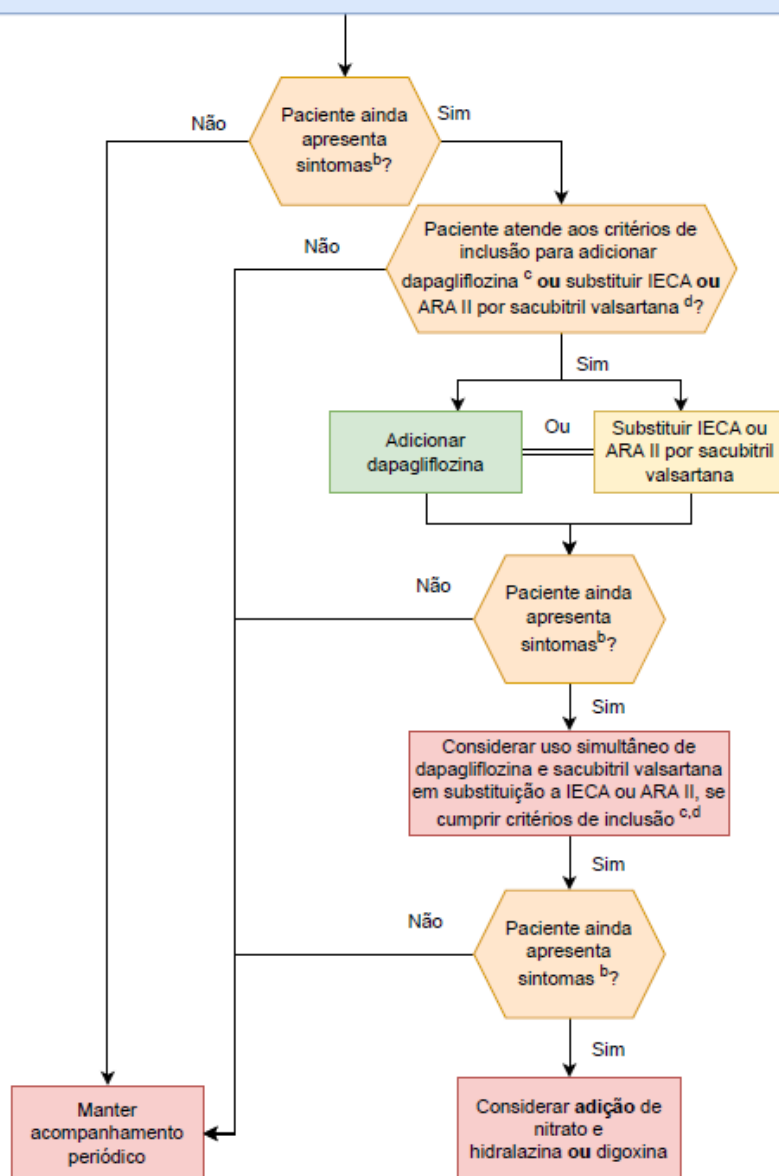 Não
Paciente ainda
apresenta
sintomas^b?
Sim
Não
Paciente atende aos critérios de
inclusão para adicionar
dapagliflozina ^c ou substituir IECA ou
ARA II por sacubitril valsartana ^d?
Sim
Adicionar
dapagliflozina
Ou
Substituir IECA ou
ARA II por sacubitril
valsartana
Não
Paciente ainda
apresenta
sintomas^b?
Sim
Considerar uso simultâneo de
dapagliflozina e sacubitril valsartana
em substituição a IECA ou ARA II, se
cumprir critérios de inclusão ^c,d
Sim
Não
Paciente ainda
apresenta
sintomas ^b?
Sim
Manter
acompanhamento
periódico
Considerar adição de
nitrato e
hidralazina ou digoxina